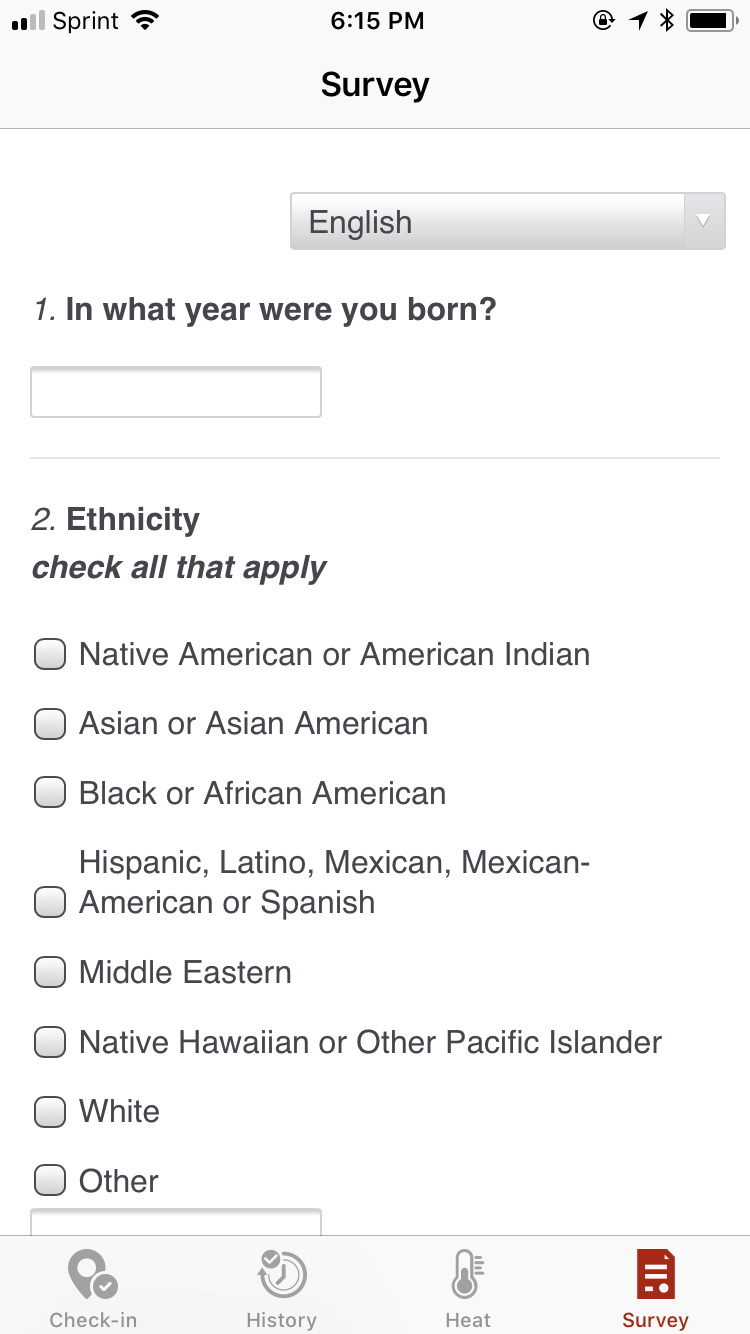 Sprint 6:15 PM
Survey
English
1. In what year were you born?
2. Ethnicity
check all that apply
Native American or American Indian
Asian or Asian American
Black or African American
Hispanic, Latino, Mexican, Mexican-
American or Spanish
Middle Eastern
Native Hawaiian or Other Pacific Islander
White
Other
Check-in History Heat Survey